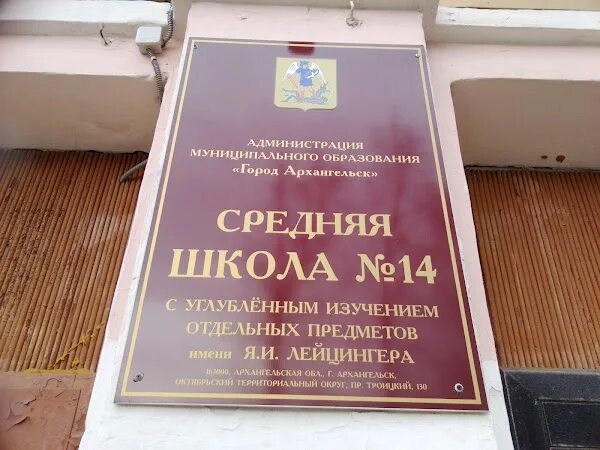 АДМИНИСТРАЦИЯ
МУНИЦИПАЛЬНОГО ОБРАЗОВАНИЯ
«ГОРОД АРХАНГЕЛЬСК»
СРЕДНЯЯ
ШКОЛА №14
С УГЛУБЛЁННЫМ ИЗУЧЕНИЕМ
ОТДЕЛЬНЫХ ПРЕДМЕТОВ
имени Я.И. ЛЕЙЦИНГЕРА
163000, АРХАНГЕЛЬСКАЯ ОБЛ., Г. АРХАНГЕЛЬСК,
ОКТЯБРЬСКИЙ ТЕРРИТОРИАЛЬНЫЙ ОКРУГ, ПР. ТРОИЦКИЙ, 130